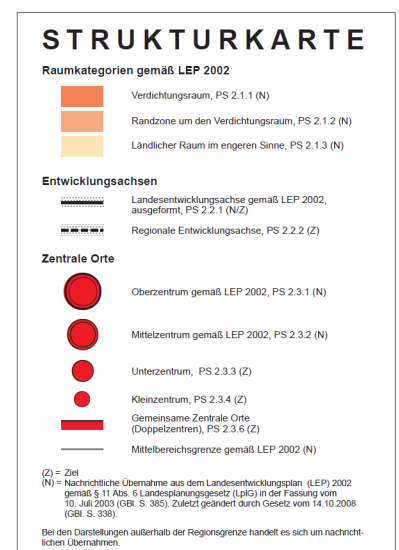 STRUKTURKARTE
Raumkategorien gemäß LEP 2002
Verdichtungsraum, PS 2.1.1 (N)
Randzone um den Verdichtungsraum, PS 2.1.2 (N)
Ländlicher Raum im engeren Sinne, PS 2.1.3 (N)
Entwicklungsachsen
Landesentwicklungsachse gemäß LEP 2002,
ausgeformt, PS 2.2.1 (N/Z)
Regionale Entwicklungsachse, PS 2.2.2 (Z)
Zentrale Orte
Oberzentrum gemäß LEP 2002, PS 2.3.1 (N)
Mittelzentrum gemäß LEP 2002, PS 2.3.2 (N)
Unterzentrum, PS 2.3.3 (Z)
Kleinzentrum, PS 2.3.4 (Z)
Gemeinsame Zentrale Orte
(Doppelzentren), PS 2.3.6 (Z)
Mittelbereichsgrenze gemäß LEP 2002 (N)
(Z) = Ziel
(N) = Nachrichtliche Übernahme aus dem Landesentwicklungsplan (LEP) 2002
gemäß § 11 Abs. 6 Landesplanungsgesetz (LplG) in der Fassung vom
10. Juli 2003 (GBl. S. 385). Zuletzt geändert durch Gesetz vom 14.10.2008
(GBl. S. 338).
Bei den Darstellungen außerhalb der Regionsgrenze handelt es sich um nachricht-
lichen Übernahmen.